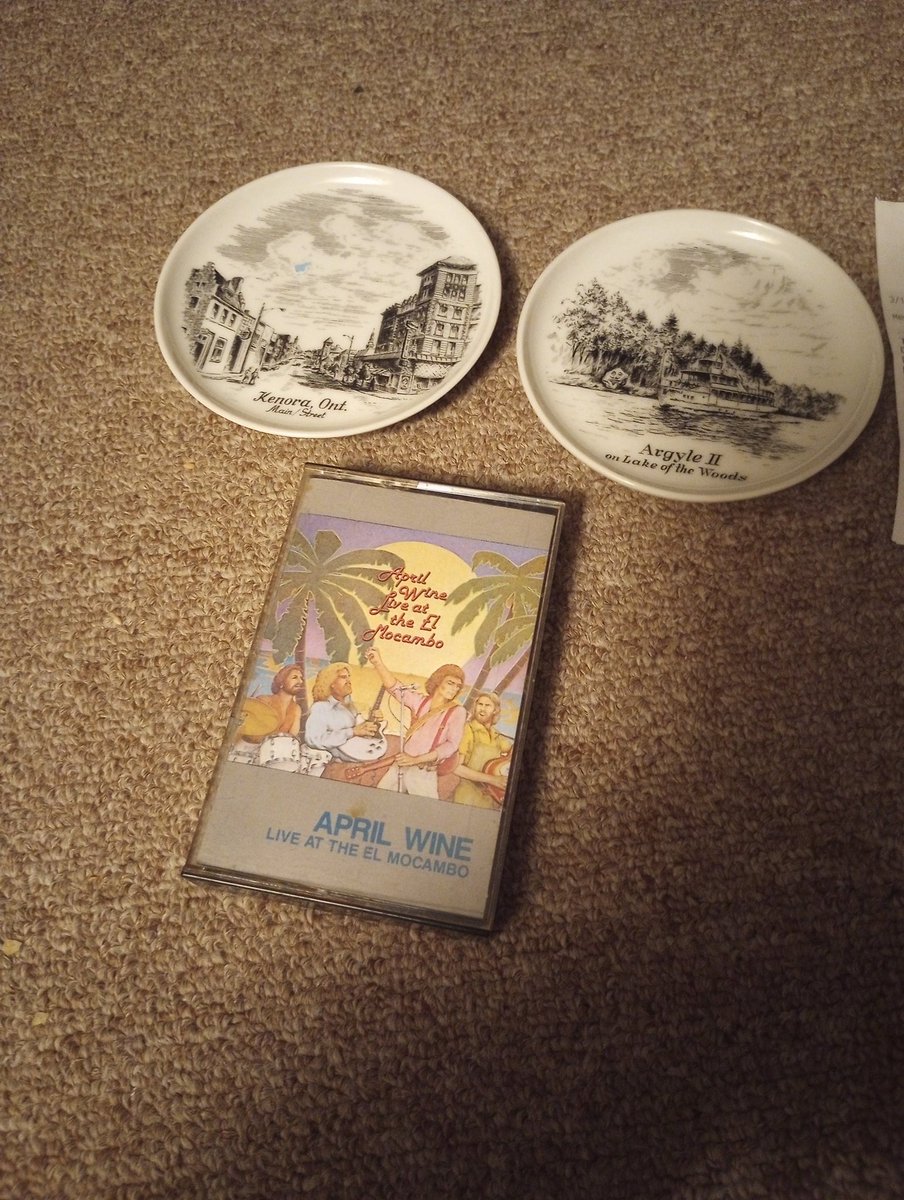 Kenora, Ont.
Main Street
Argyle II
on Lake of the Woods
April
Wine
Live at
the El
Mocambo
APRIL WINE
LIVE AT THE EL MOCAMBO